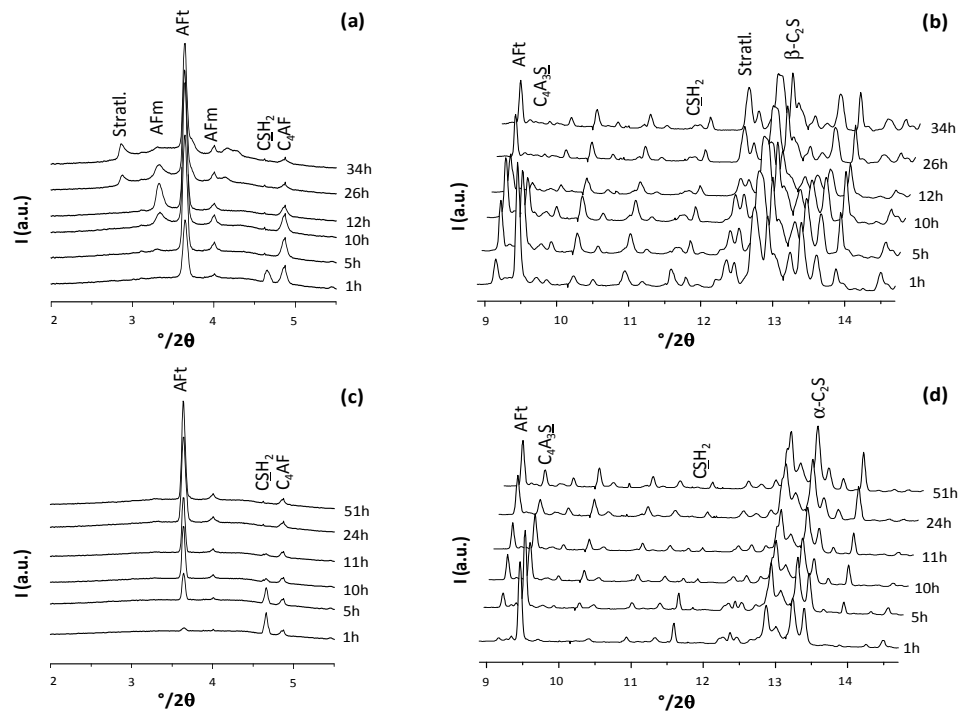 (a)
AFt
Stratl.
AFm
AFm
CSH2
C4AF
34h
26h
12h
10h
5h
1h
I (a.u.)
2 3 4 5
°/2θ
(b)
AFt
C4A3S
CSH2
Stratl.
β-C2S
34h
26h
12h
10h
5h
1h
I (a.u.)
9 10 11 12 13 14
°/2θ
(c)
AFt
CSH2
C4AF
51h
24h
11h
10h
5h
1h
I (a.u.)
2 3 4 5
°/2θ
(d)
AFt
C4A3S
CSH2
α-C2S
51h
24h
11h
10h
5h
1h
I (a.u.)
9 10 11 12 13 14
°/2θ